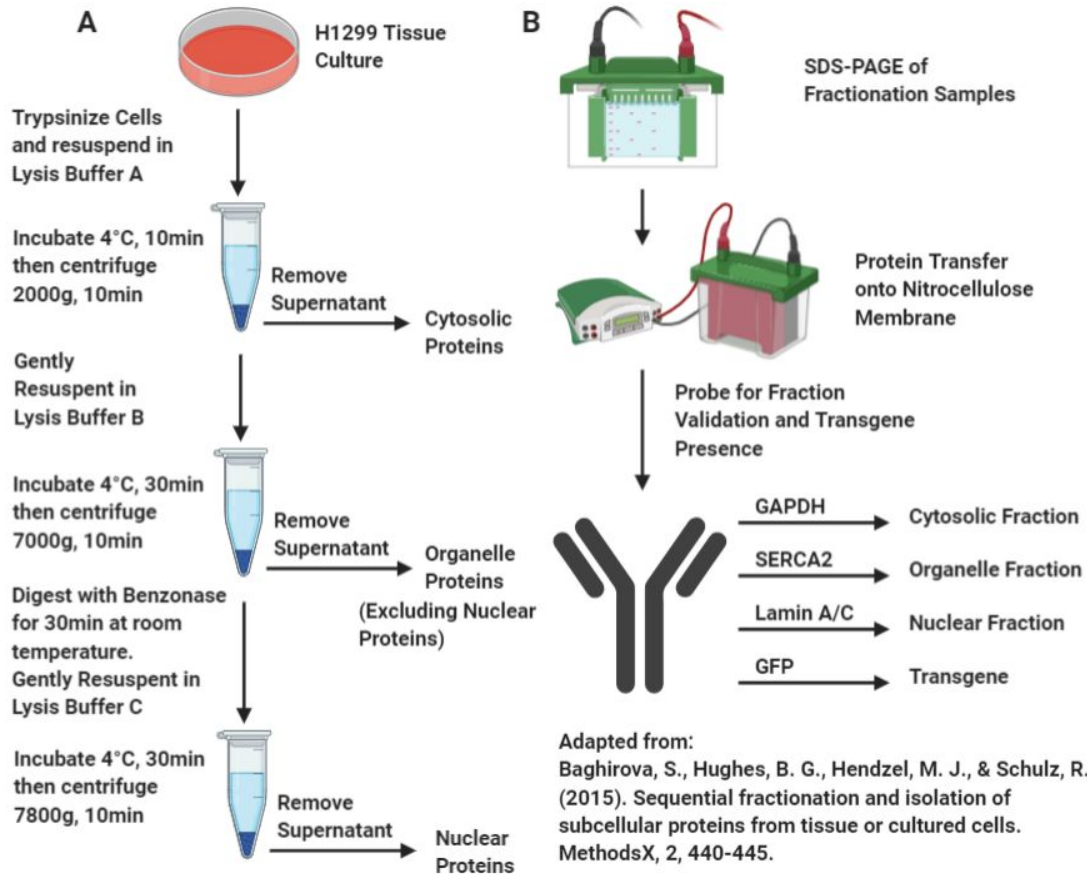 A
H1299 Tissue
Culture
Trypsinize Cells
and resuspend in
Lysis Buffer A
Incubate 4°C, 10min
then centrifuge
2000g, 10min
Remove
Supernatant
Cytosolic
Proteins
Gently
Resuspent in
Lysis Buffer B
Incubate 4°C, 30min
then centrifuge
7000g, 10min
Remove
Supernatant
Organelle
Proteins
(Excluding Nuclear
Proteins)
Digest with Benzonase
for 30min at room
temperature.
Gently Resuspent in
Lysis Buffer C
Incubate 4°C, 30min
then centrifuge
7800g, 10min
Remove
Supernatant
Nuclear
Proteins
B
SDS-PAGE of
Fractionation Samples
Protein Transfer
onto Nitrocellulose
Membrane
Probe for Fraction
Validation and Transgene
Presence
GAPDH
Cytosolic Fraction
SERCA2
Organelle Fraction
Lamin A/C
Nuclear Fraction
GFP
Transgene
Adapted from:
Baghirova, S., Hughes, B. G., Hendzel, M. J., & Schulz, R.
(2015). Sequential fractionation and isolation of
subcellular proteins from tissue or cultured cells.
MethodsX, 2, 440-445.